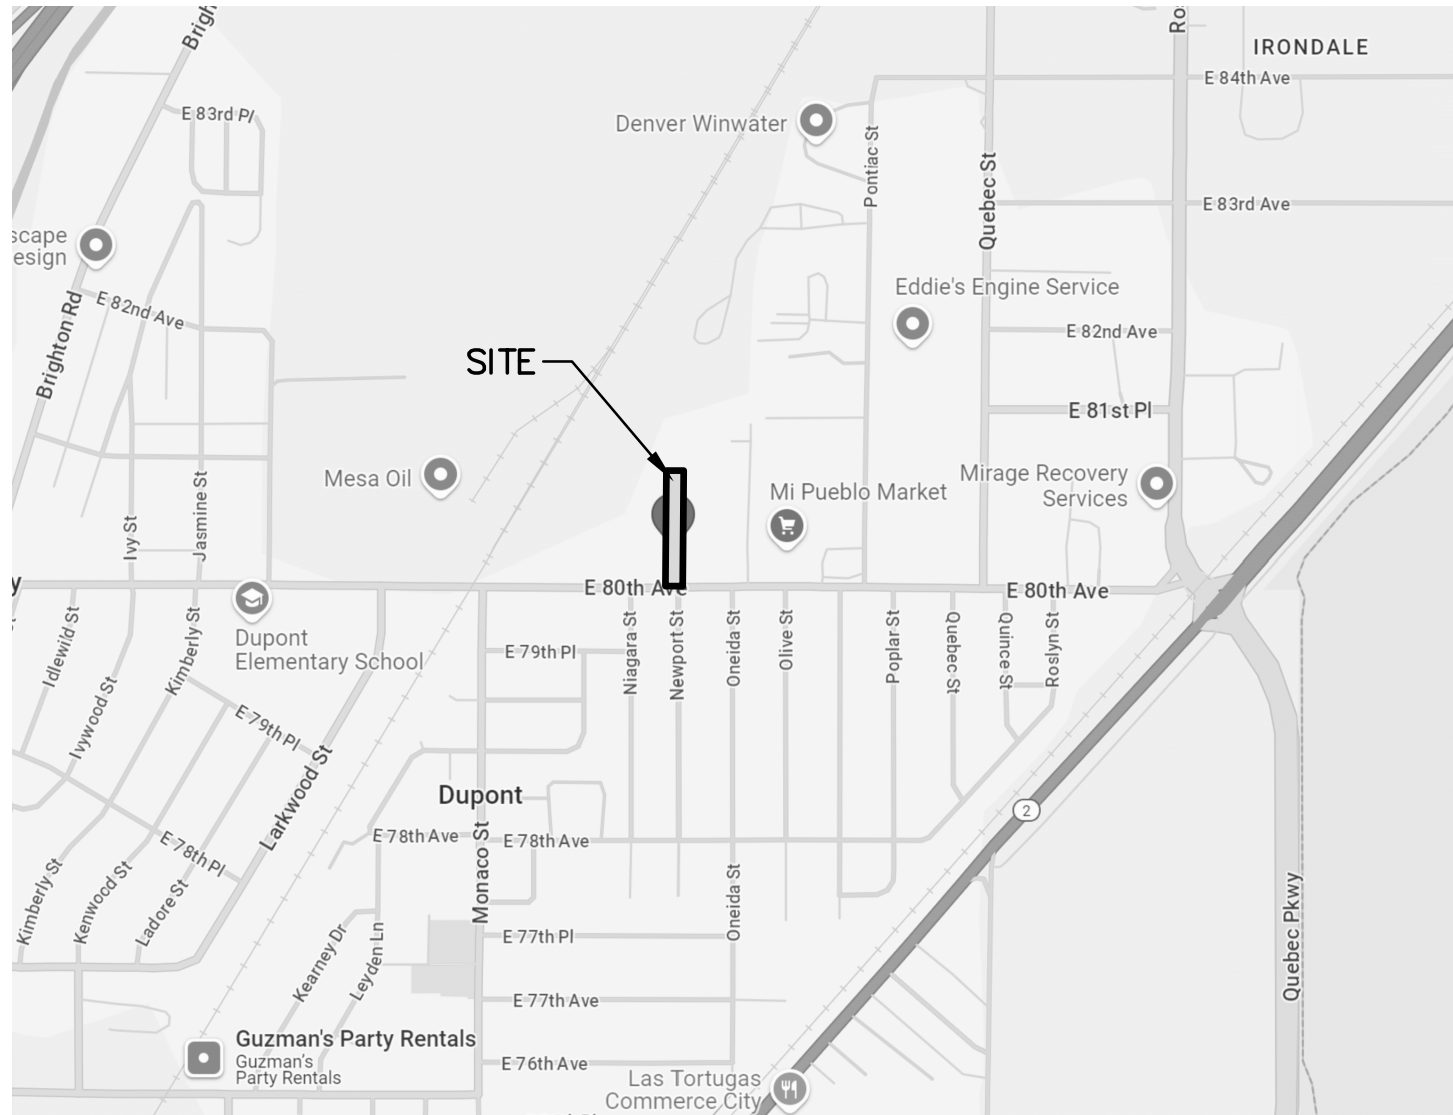 Brigh
Ro
IRONDALE
E 84th Ave
E 83rd Pl
Denver Winwater
Pontiac St
Quebec St
E 83rd Ave
scape
esign
E 82nd Ave
Eddie's Engine Service
Brighton Rd
E 82nd Ave
SITE
E 81st Pl
Mesa Oil
Mirage Recovery
Services
Mi Pueblo Market
Ivy St
Jasmine St
y
E 80th Ave
E 80th Ave
Dupont
Elementary School
Idlewild St
Kimberly St
E 79th Pl
Niagara St
Newport St
Oneida St
Olive St
Poplar St
Quebec St
Quince St
Roslyn St
Ivywood St
E 79th Pl
Larkwood St
Dupont
2
E 78th Ave
Monaco St
E 78th Ave
E 78th Pl
Kimberly St
Kenwood St
Ladore St
Oneida St
Quebec Pkwy
Kearney Dr
Leyden Ln
E 77th Pl
E 77th Ave
Guzman's Party Rentals
Guzman's
Party Rentals
E 76th Ave
Las Tortugas
Commerce City